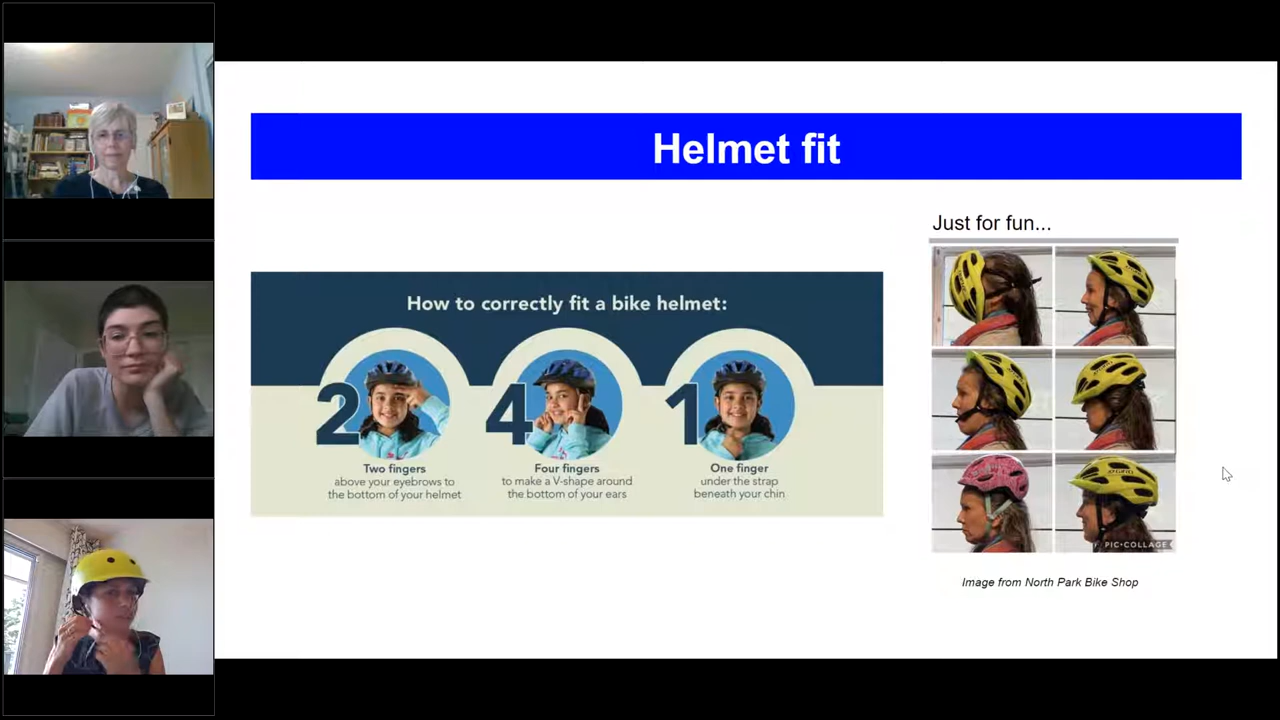 Helmet fit
Just for fun...
How to correctly fit a bike helmet:
2
Two fingers
above your eyebrows to
the bottom of your helmet
4
Four fingers
to make a V-shape around
the bottom of your ears
1
One finger
under the strap
beneath your chin
PIC•COLLAGE
Image from North Park Bike Shop